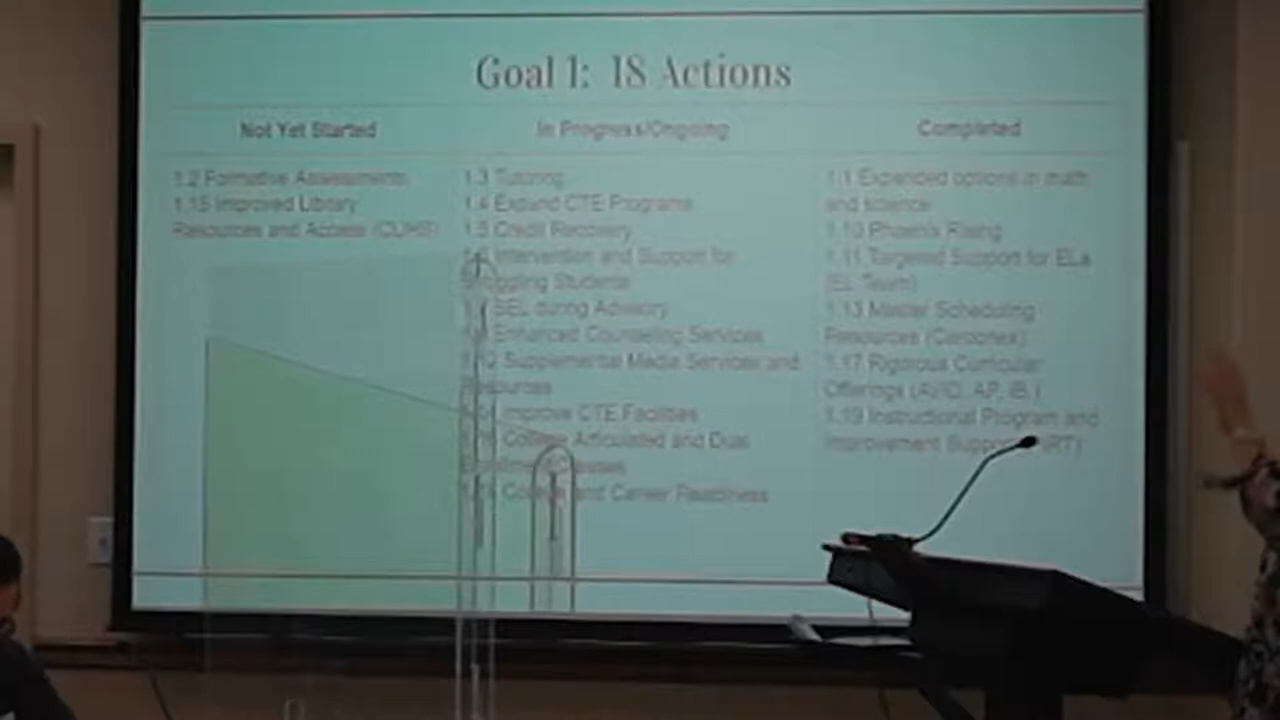 Goal 1: 18 Actions
Not Yet Started
In Progress/Ongoing
Completed
1.2 Formative Assessments
1.15 Improved Library
Resources and Access (CUHS)
1.3 Tutoring
1.4 Expand CTE Programs
1.5 Credit Recovery
Intervention and Support for
Struggling Students
SEL during Advisory
Enhanced Counseling Services
Supplemental Media Services and
Resources
Improve CTE Facilities
College Articulated and Dual
and Career Readiness
1.1 Expanded options in math
and science
1.10 Phoenix Rising
1.11 Targeted Support for ELs
(EL Team)
1.13 Master Scheduling
Resources
1.17 Rigorous Curricular
Offerings (AVID, AP, IB,)
1.19 Instructional Program and
Improvement